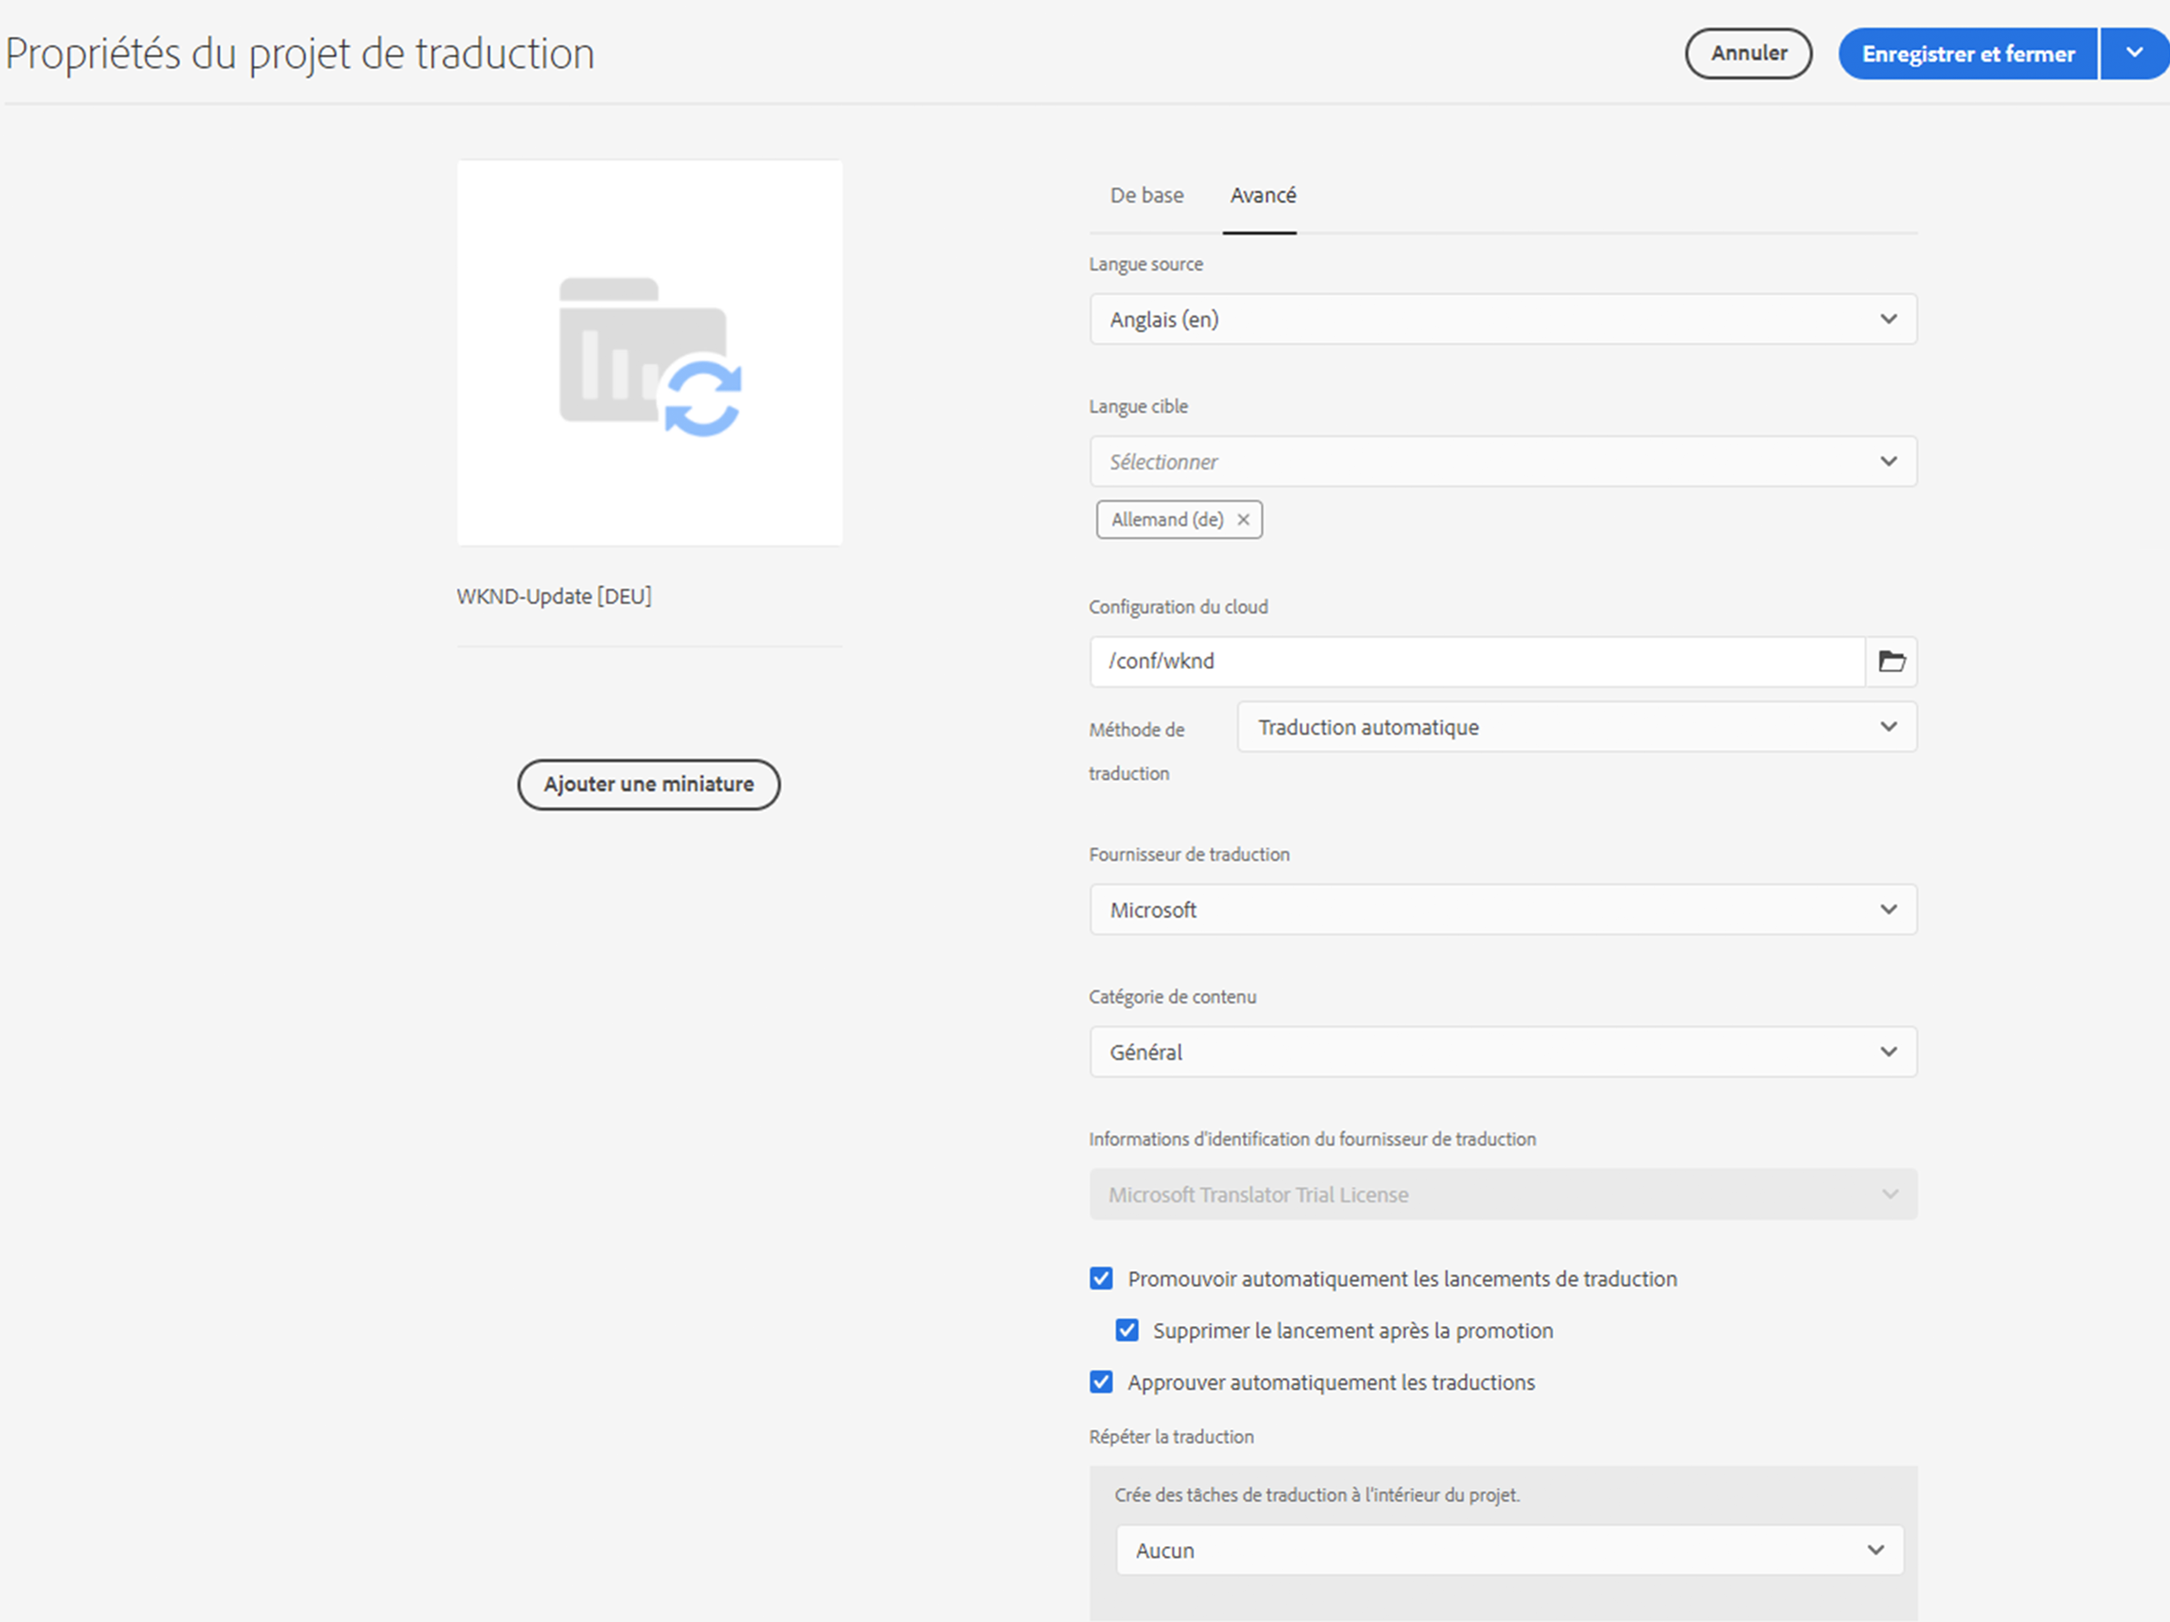 Propriétés du projet de traduction
Annuler
Enregistrer et fermer
WKND-Update [DEU]
Ajouter une miniature
De base
Avancé
Langue source
Anglais (en)
Langue cible
Sélectionner
Allemand (de)
Configuration du cloud
/conf/wknd
Méthode de
traduction
Traduction automatique
Fournisseur de traduction
Microsoft
Catégorie de contenu
Général
Informations d'identification du fournisseur de traduction
Microsoft Translator Trial License
Promouvoir automatiquement les lancements de traduction
Supprimer le lancement après la promotion
Approuver automatiquement les traductions
Répéter la traduction
Crée des tâches de traduction à l'intérieur du projet.
Aucun